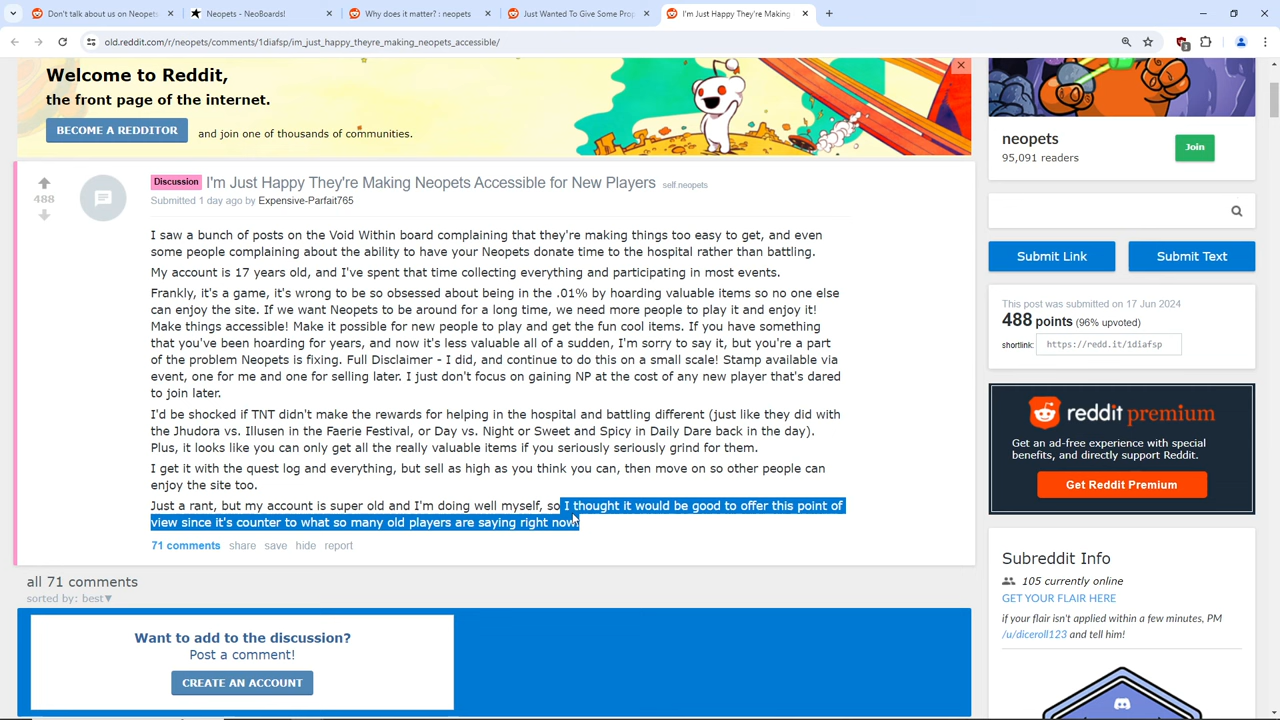 Don't talk about us on Neopets
Neopets - NeoBoards!
Why does it matter? : neopets
Just Wanted To Give Some Prop
I'm Just Happy They're Making
old.reddit.com/r/neopets/comments/1diafsp/im_just_happy_theyre_making_neopets_accessible/
Welcome to Reddit,
the front page of the internet.
BECOME A REDDITOR
and join one of thousands of communities.
488
Discussion I'm Just Happy They're Making Neopets Accessible for New Players self.neopets
Submitted 1 day ago by Expensive-Parfait765
I saw a bunch of posts on the Void Within board complaining that they're making things too easy to get, and even
some people complaining about the ability to have your Neopets donate time to the hospital rather than battling.
My account is 17 years old, and I've spent that time collecting everything and participating in most events.
Frankly, it's a game, it's wrong to be so obsessed about being in the .01% by hoarding valuable items so no one else
can enjoy the site. If we want Neopets to be around for a long time, we need more people to play it and enjoy it!
Make things accessible! Make it possible for new people to play and get the fun cool items. If you have something
that you've been hoarding for years, and now it's less valuable all of a sudden, I'm sorry to say it, but you're a part
of the problem Neopets is fixing. Full Disclaimer - I did, and continue to do this on a small scale! Stamp available via
event, one for me and one for selling later. I just don't focus on gaining NP at the cost of any new player that's dared
to join later.
I'd be shocked if TNT didn't make the rewards for helping in the hospital and battling different (just like they did with
the Jhudora vs. Illusen in the Faerie Festival, or Day vs. Night or Sweet and Spicy in Daily Dare back in the day).
Plus, it looks like you can only get all the really valuable items if you seriously seriously grind for them.
I get it with the quest log and everything, but sell as high as you think you can, then move on so other people can
enjoy the site too.
Just a rant, but my account is super old and I'm doing well myself, so I thought it would be good to offer this point of
view since it's counter to what so many old players are saying right now.
71 comments share save hide report
all 71 comments
sorted by: best▼
Want to add to the discussion?
Post a comment!
CREATE AN ACCOUNT
neopets
95,091 readers
Join
Submit Link
Submit Text
This post was submitted on 17 Jun 2024
488 points (96% upvoted)
shortlink: https://redd.it/1diafsp
reddit premium
Get an ad-free experience with special
benefits, and directly support Reddit.
Get Reddit Premium
Subreddit Info
105 currently online
GET YOUR FLAIR HERE
if your flair isn't applied within a few minutes, PM
/u/diceroll123 and tell him!